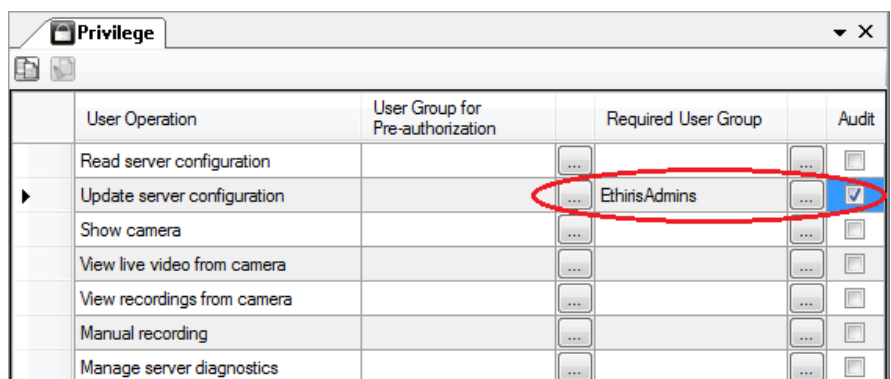 Privilege
User Operation User Group for Pre-authorization Required User Group Audit
Read server configuration ... ...
Update server configuration ... EthirisAdmins ...
Show camera ... ...
View live video from camera ... ...
View recordings from camera ... ...
Manual recording ... ...
Manage server diagnostics ... ...